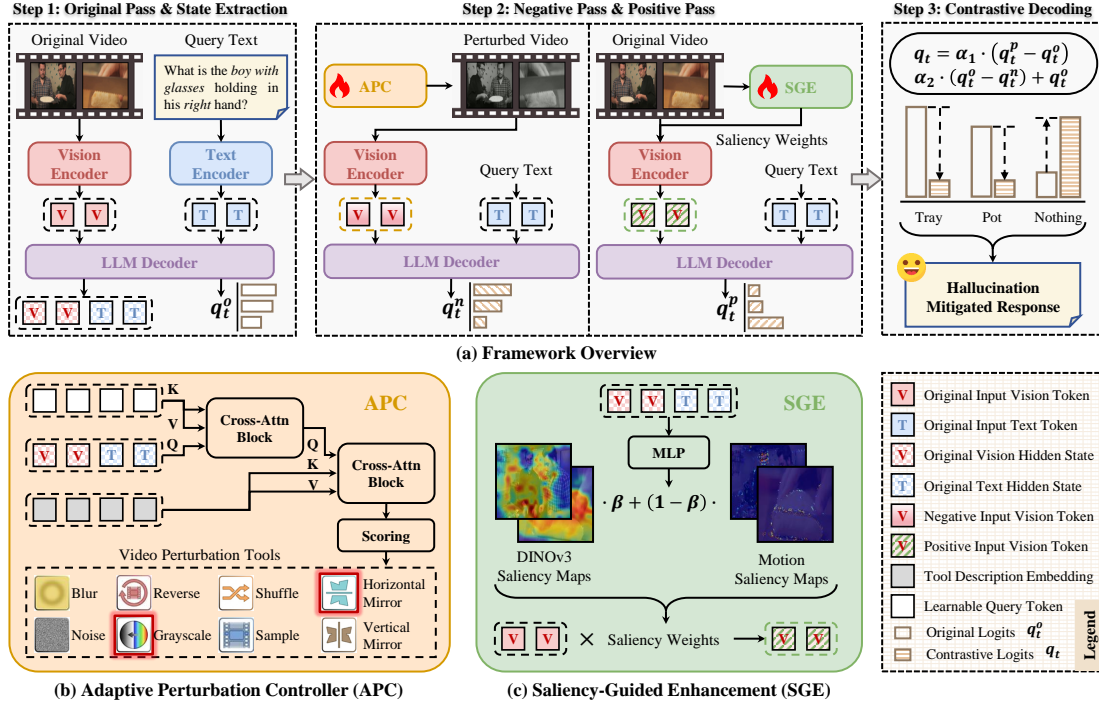 Step 1: Original Pass & State Extraction
Step 2: Negative Pass & Positive Pass
Step 3: Contrastive Decoding
Original Video
Query Text
What is the boy with
glasses holding in
his right hand?
Vision
Encoder
Text
Encoder
V V
T T
LLM Decoder
V V T T
q_t^o
Perturbed Video
APC
Vision
Encoder
Query Text
V V
T T
LLM Decoder
q_t^n
Original Video
SGE
Saliency Weights
Vision
Encoder
Query Text
V V
T T
LLM Decoder
q_t^p
q_t = α_1 · (q_t^p − q_t^o)
α_2 · (q_t^o − q_t^n) + q_t^o
Tray
Pot
Nothing
Hallucination
Mitigated Response
(a) Framework Overview
APC
K
V
Q
Cross-Attn
Block
V V T T
Q
K
V
Cross-Attn
Block
Scoring
Video Perturbation Tools
Blur
Reverse
Shuffle
Horizontal
Mirror
Noise
Grayscale
Sample
Vertical
Mirror
(b) Adaptive Perturbation Controller (APC)
SGE
V V T T
MLP
· β + (1 − β) ·
DINOv3
Saliency Maps
Motion
Saliency Maps
V V
×
Saliency Weights
V V
(c) Saliency-Guided Enhancement (SGE)
V Original Input Vision Token
T Original Input Text Token
V Original Vision Hidden State
T Original Text Hidden State
V Negative Input Vision Token
V Positive Input Vision Token
Tool Description Embedding
Learnable Query Token
Original Logits q_t^o
Contrastive Logits q_t
Legend